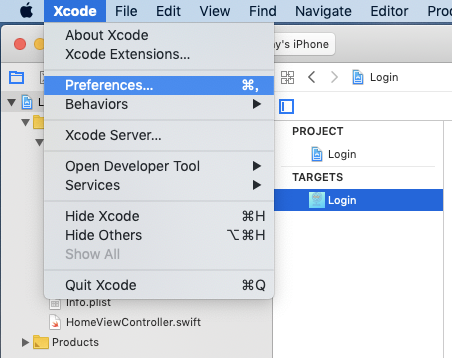 Xcode File Edit View Find Navigate Editor
About Xcode
Xcode Extensions...
y's iPhone
Preferences... ⌘,
Login
Behaviors
PROJECT
Xcode Server...
Login
Open Developer Tool
TARGETS
Services
Login
Hide Xcode ⌘H
Hide Others ⌥⌘H
Show All
Quit Xcode ⌘Q
Info.plist
HomeViewController.swift
Products